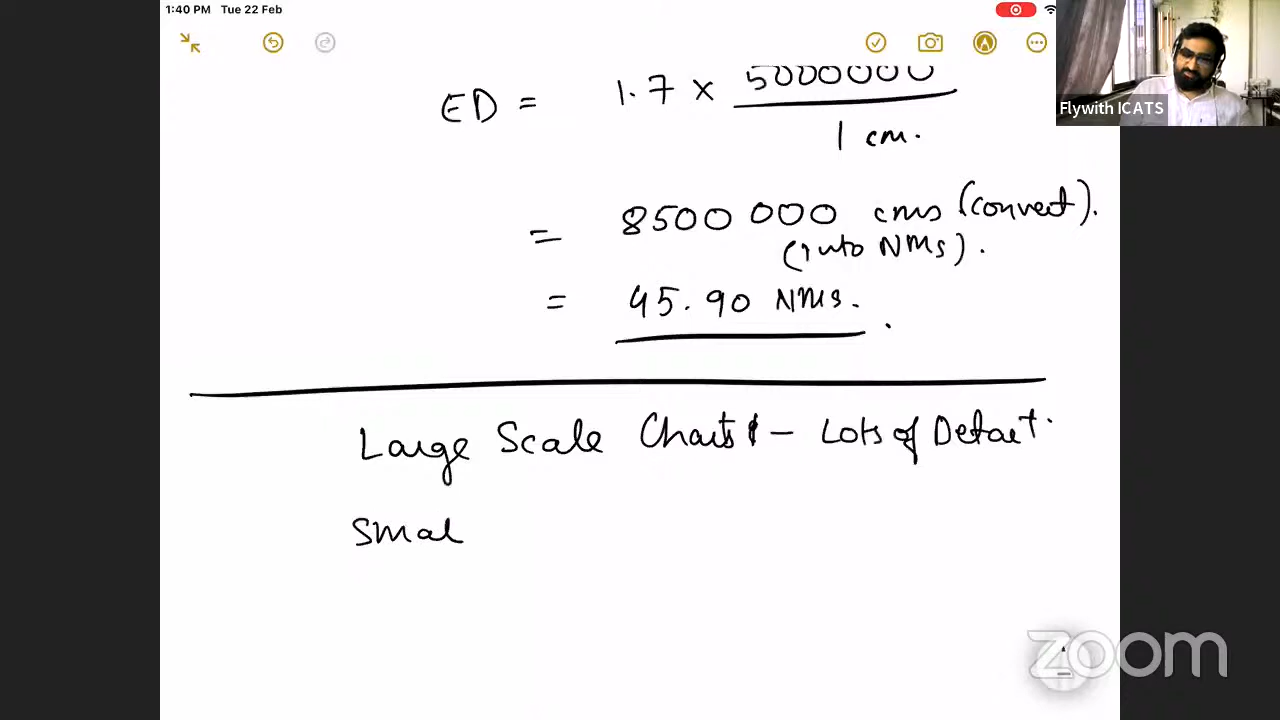 1:40 PM Tue 22 Feb
Flywith ICATS
ED = 1.7 x 5000000
1 cm.
= 8500 000 cms (convert).
(into NMs).
= 45.90 NMs.
Large Scale Charts - Lots of Detail.
Smal
zoom